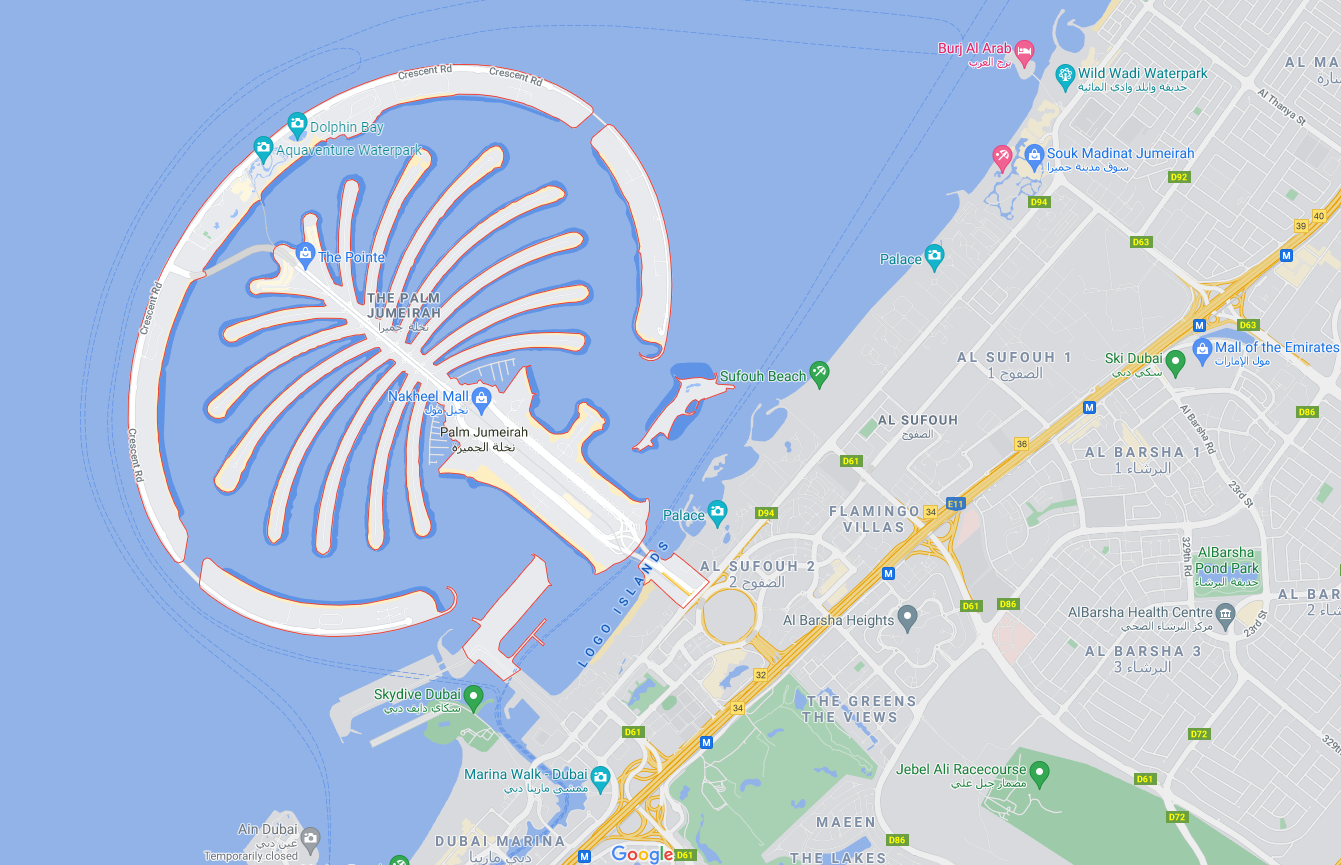 Crescent Rd
Crescent Rd
Burj Al Arab
برج العرب
Wild Wadi Waterpark
حديقة وايلد وادي المائية
AL MA
Al Thanya St
Dolphin Bay
Aquaventure Waterpark
Souk Madinat Jumeirah
سوق مدينة جميرا
D92
D94
39
40
D63
M
The Pointe
Palace
Crescent Rd
THE PALM
JUMEIRAH
نخلة جميرا
M
D63
Mall of the Emirates
مول الإمارات
Ski Dubai
سكي دبي
AL SUFOUH 1
الصفوح 1
Sufouh Beach
Nakheel Mall
نخيل مول
M
D86
AL SUFOUH
الصفوح
Al Barsha Rd
Palm Jumeirah
نخلة الجميرة
Crescent Rd
36
D61
AL BARSHA 1
البرشاء 1
23rd St
Palace
D94
FLAMINGO
VILLAS
34
E11
329th Rd
AlBarsha
Pond Park
حديقة البرشاء
LOGO ISLANDS
AL SUFOUH 2
الصفوح 2
M
D61
D86
AL BAR
Al Barsha Heights
AlBarsha Health Centre
مركز البرشاء الصحي
23rd St
AL BARSHA 3
البرشاء 3
32
Skydive Dubai
سكاي دايف دبي
34
THE GREENS
THE VIEWS
D61
M
D72
329th
Marina Walk - Dubai
ممشى مارينا دبي
Jebel Ali Racecourse
مضمار جبل علي
D61
D72
Ain Dubai
عين دبي
Temporarily closed
DUBAI MARINA
دبي مارينا
MAEEN
D86
M
Google
D61
THE LAKES